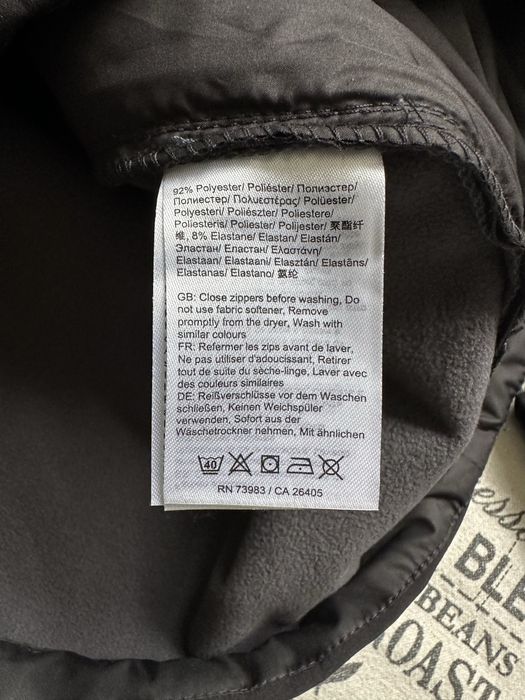 92% Polyester/ Poliéster/ Полиэстер/
Полиестер/ Πολυεστέρας/ Polüester/
Polyesteri/ Poliészter/ Poliestere/
Poliesteris/ Poliester/ Polijester/ 聚酯纤
维, 8% Elastane/ Elastan/ Elastán/
Эластан/ Еластан/ Ελαστάνη/
Elastaan/ Elastaani/ Elasztán/ Elastāns/
Elastanas/ Elastano/ 氨纶
GB: Close zippers before washing, Do
not use fabric softener, Remove
promptly from the dryer, Wash with
similar colours
FR: Refermer les zips avant de laver,
Ne pas utiliser d'adoucissant, Retirer
tout de suite du sèche-linge, Laver avec
des couleurs similaires
DE: Reißverschlüsse vor dem Waschen
schließen, Keinen Weichspüler
verwenden, Sofort aus der
Wäschetrockner nehmen, Mit ähnlichen
40
RN 73983 / CA 26405
BLE
BEANS
ROAST